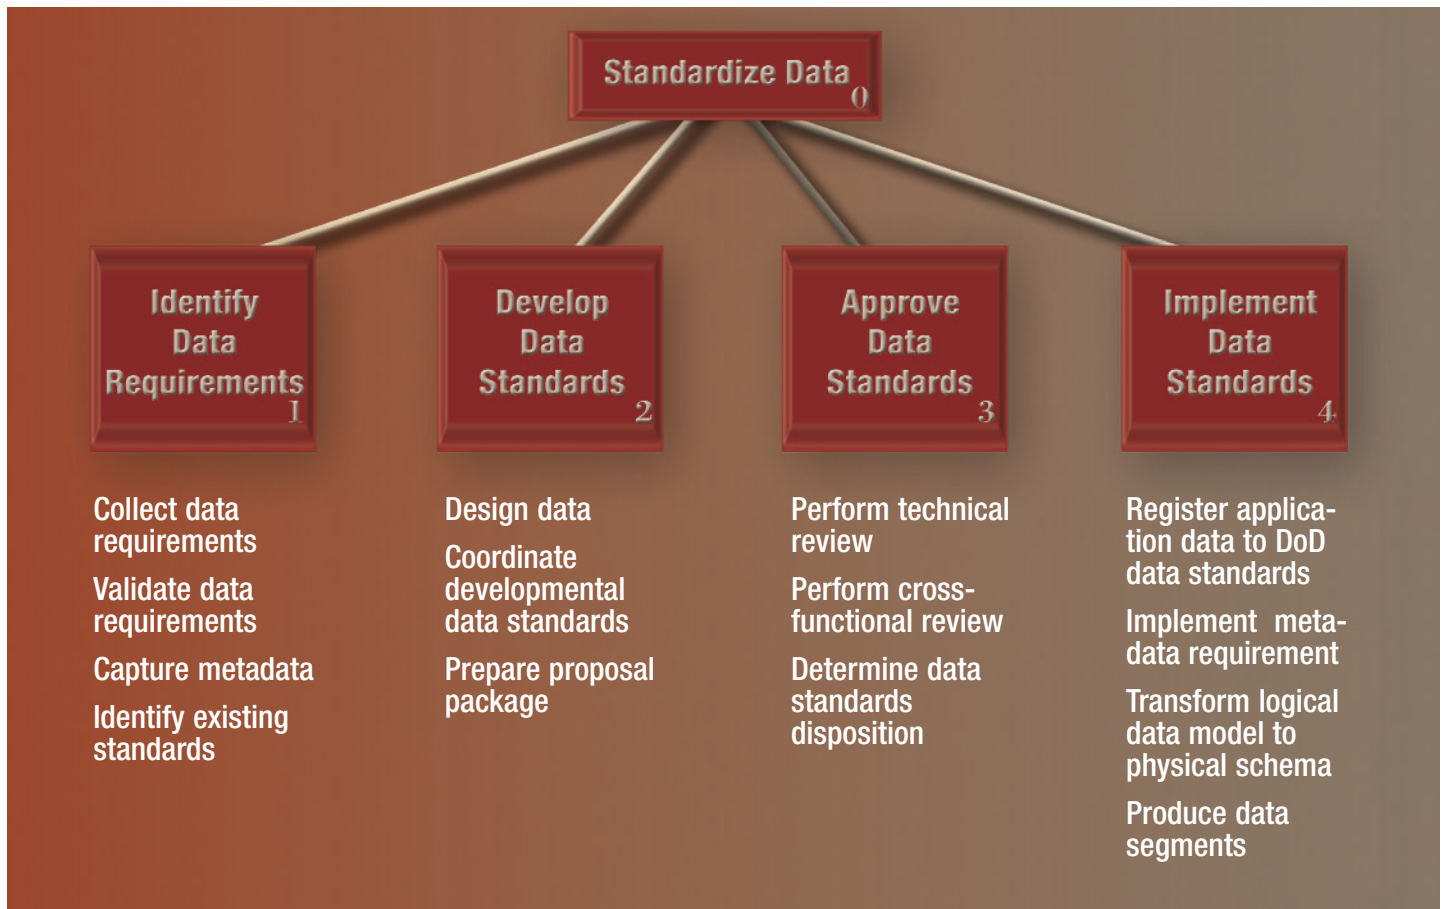 Standardize Data
0
Identify
Data
Requirements
1
Develop
Data
Standards
2
Approve
Data
Standards
3
Implement
Data
Standards
4
Collect data
requirements
Validate data
requirements
Capture metadata
Identify existing
standards
Design data
Coordinate
developmental
data standards
Prepare proposal
package
Perform technical
review
Perform cross-
functional review
Determine data
standards
disposition
Register applica-
tion data to DoD
data standards
Implement meta-
data requirement
Transform logical
data model to
physical schema
Produce data
segments